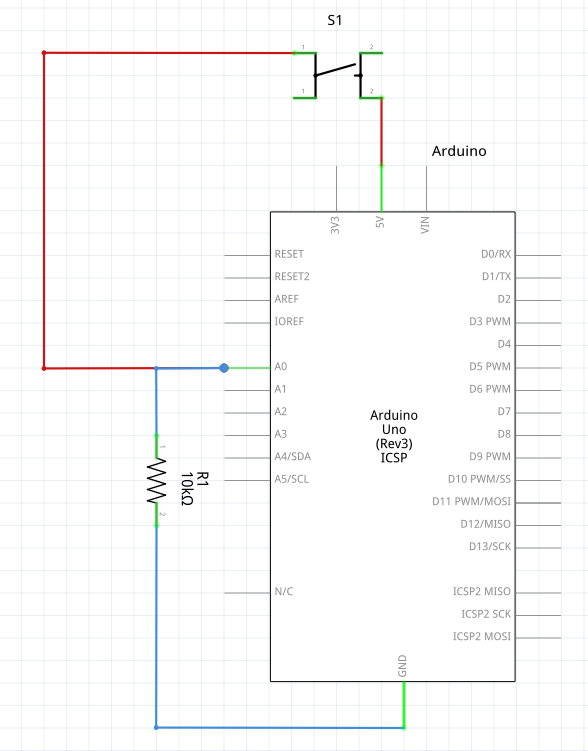 S1
1
2
1
2
Arduino
3V3
5V
VIN
RESET
RESET2
AREF
IOREF
A0
A1
A2
A3
A4/SDA
A5/SCL
N/C
Arduino
Uno
(Rev3)
ICSP
D0/RX
D1/TX
D2
D3 PWM
D4
D5 PWM
D6 PWM
D7
D8
D9 PWM
D10 PWM/SS
D11 PWM/MOSI
D12/MISO
D13/SCK
ICSP2 MISO
ICSP2 SCK
ICSP2 MOSI
GND
1
2
R1
10kΩ